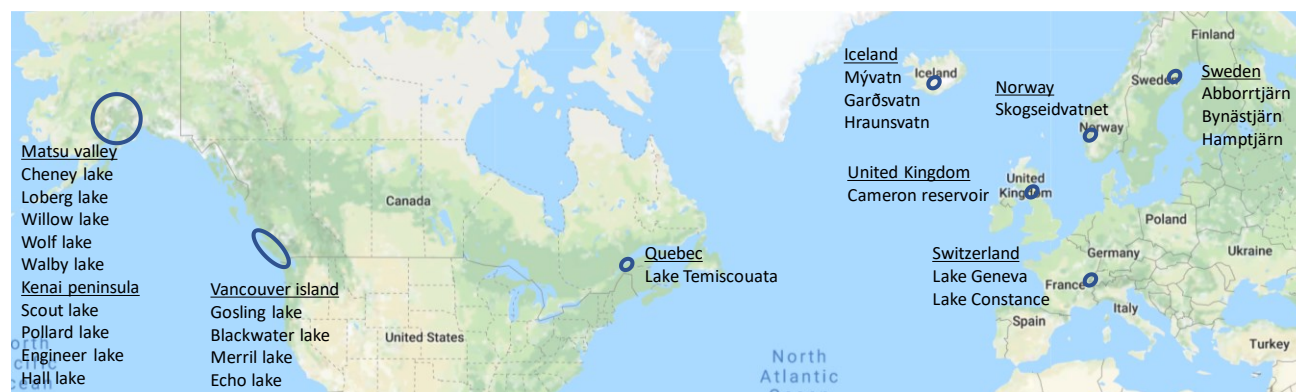 Matsu valley
Cheney lake
Loberg lake
Willow lake
Wolf lake
Walby lake
Kenai peninsula
Scout lake
Pollard lake
Engineer lake
Hall lake
Vancouver island
Gosling lake
Blackwater lake
Merril lake
Echo lake
Canada
United States
Quebec
Lake Temiscouata
North
Atlantic
Iceland
Mývatn
Garðsvatn
Hraunsvatn
Iceland
Norway
Skogseidvatnet
Norway
Finland
Sweden
Sweden
Abborrtjärn
Bynästjärn
Hamptjärn
United Kingdom
Cameron reservoir
United
Kingdom
Switzerland
Lake Geneva
Lake Constance
Poland
Germany
Ukraine
France
Italy
Spain
Turkey